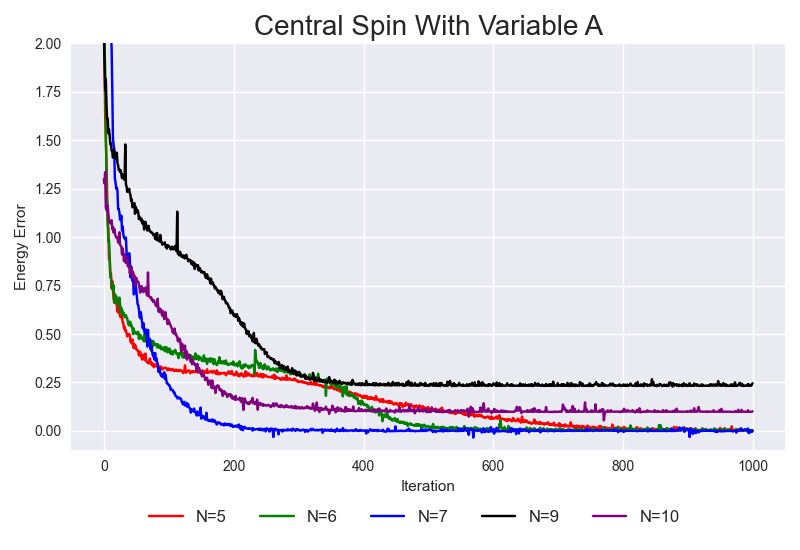 Central Spin With Variable A
2.00
1.75
1.50
1.25
1.00
0.75
0.50
0.25
0.00
Energy Error
0 200 400 600 800 1000
Iteration
N=5 N=6 N=7 N=9 N=10